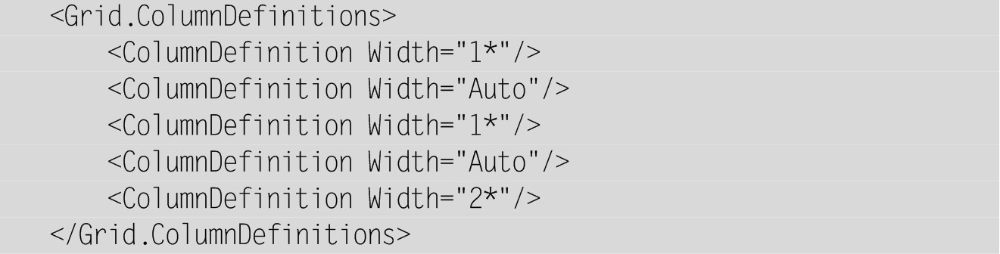 <Grid.ColumnDefinitions>
<ColumnDefinition Width="1*"/>
<ColumnDefinition Width="Auto"/>
<ColumnDefinition Width="1*"/>
<ColumnDefinition Width="Auto"/>
<ColumnDefinition Width="2*"/>
</Grid.ColumnDefinitions>